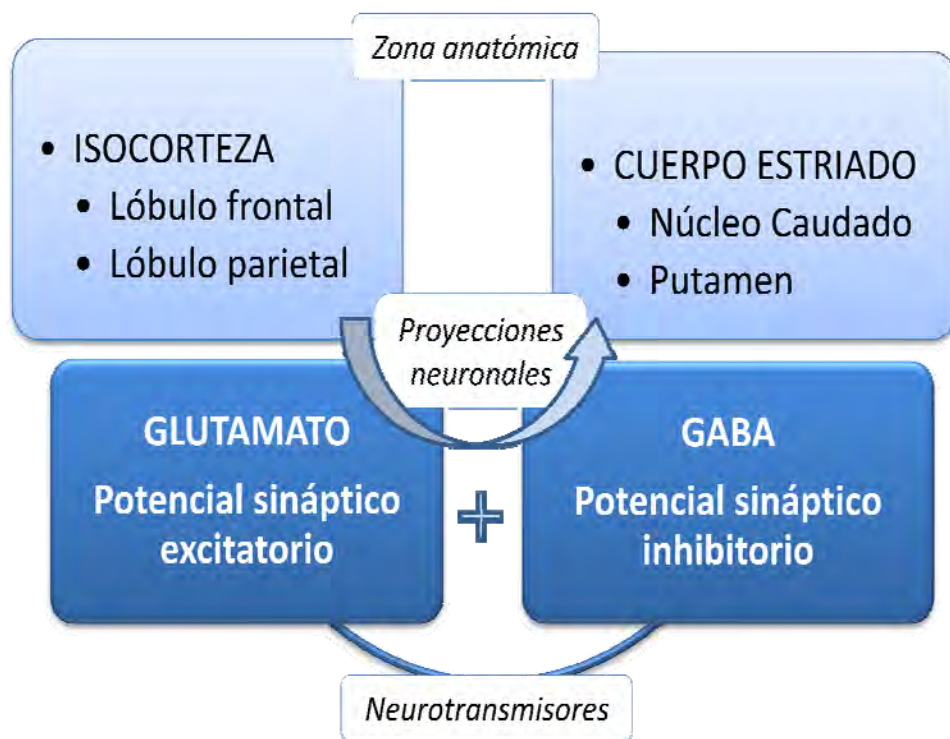 Zona anatómica
• ISOCORTEZA
• Lóbulo frontal
• Lóbulo parietal
• CUERPO ESTRIADO
• Núcleo Caudado
• Putamen
Proyecciones
neuronales
GLUTAMATO
Potencial sináptico
excitatorio
+
GABA
Potencial sináptico
inhibitorio
Neurotransmisores